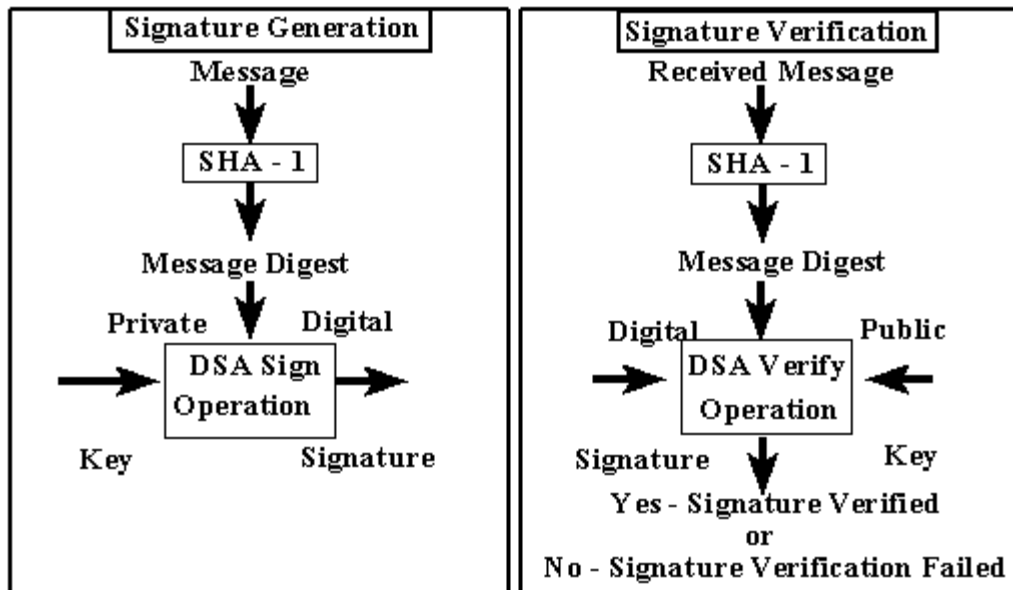 Signature Generation
Message
SHA - 1
Message Digest
Private
Digital
DSA Sign
Operation
Key
Signature
Signature Verification
Received Message
SHA - 1
Message Digest
Digital
Public
DSA Verify
Operation
Signature
Key
Yes - Signature Verified
or
No - Signature Verification Failed